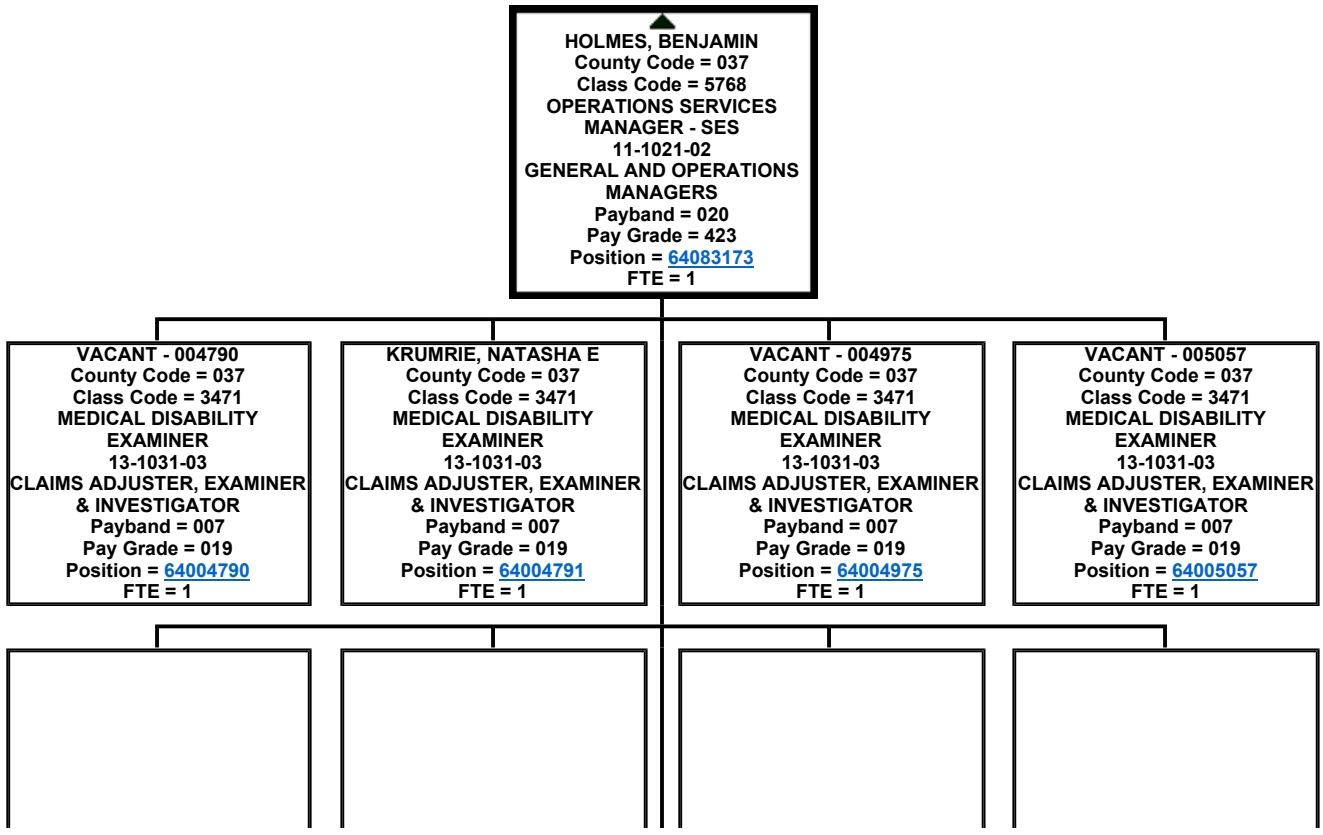 HOLMES, BENJAMIN
County Code = 037
Class Code = 5768
OPERATIONS SERVICES
MANAGER - SES
11-1021-02
GENERAL AND OPERATIONS
MANAGERS
Payband = 020
Pay Grade = 423
Position = 64083173
FTE = 1
VACANT - 004790
County Code = 037
Class Code = 3471
MEDICAL DISABILITY
EXAMINER
13-1031-03
CLAIMS ADJUSTER, EXAMINER
& INVESTIGATOR
Payband = 007
Pay Grade = 019
Position = 64004790
FTE = 1
KRUMRIE, NATASHA E
County Code = 037
Class Code = 3471
MEDICAL DISABILITY
EXAMINER
13-1031-03
CLAIMS ADJUSTER, EXAMINER
& INVESTIGATOR
Payband = 007
Pay Grade = 019
Position = 64004791
FTE = 1
VACANT - 004975
County Code = 037
Class Code = 3471
MEDICAL DISABILITY
EXAMINER
13-1031-03
CLAIMS ADJUSTER, EXAMINER
& INVESTIGATOR
Payband = 007
Pay Grade = 019
Position = 64004975
FTE = 1
VACANT - 005057
County Code = 037
Class Code = 3471
MEDICAL DISABILITY
EXAMINER
13-1031-03
CLAIMS ADJUSTER, EXAMINER
& INVESTIGATOR
Payband = 007
Pay Grade = 019
Position = 64005057
FTE = 1